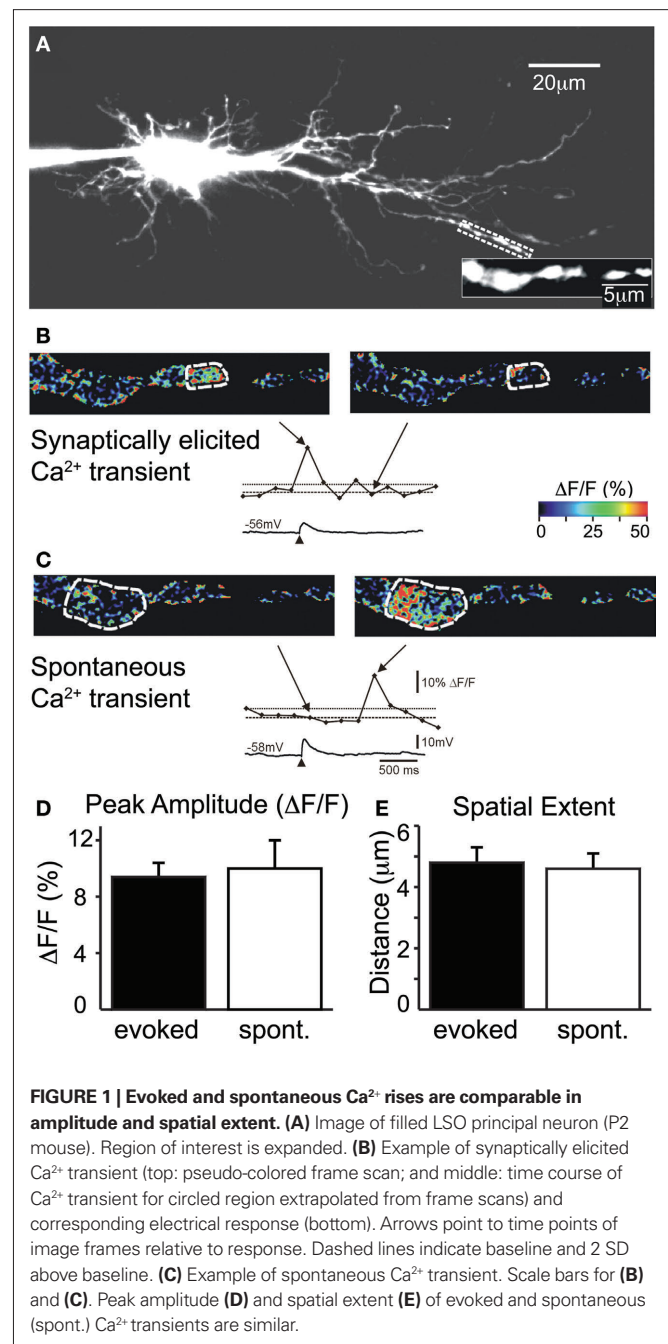 A
20μm
5μm
B
Synaptically elicited
Ca²⁺ transient
-56mV
ΔF/F (%)
0 25 50
C
Spontaneous
Ca²⁺ transient
10% ΔF/F
-58mV
10mV
500 ms
D Peak Amplitude (ΔF/F)
12
8
4
0
ΔF/F (%)
evoked spont.
E Spatial Extent
6
4
2
0
Distance (μm)
evoked spont.
FIGURE 1 | Evoked and spontaneous Ca²⁺ rises are comparable in
amplitude and spatial extent. (A) Image of filled LSO principal neuron (P2
mouse). Region of interest is expanded. (B) Example of synaptically elicited
Ca²⁺ transient (top: pseudo-colored frame scan; and middle: time course of
Ca²⁺ transient for circled region extrapolated from frame scans) and
corresponding electrical response (bottom). Arrows point to time points of
image frames relative to response. Dashed lines indicate baseline and 2 SD
above baseline. (C) Example of spontaneous Ca²⁺ transient. Scale bars for (B)
and (C). Peak amplitude (D) and spatial extent (E) of evoked and spontaneous
(spont.) Ca²⁺ transients are similar.